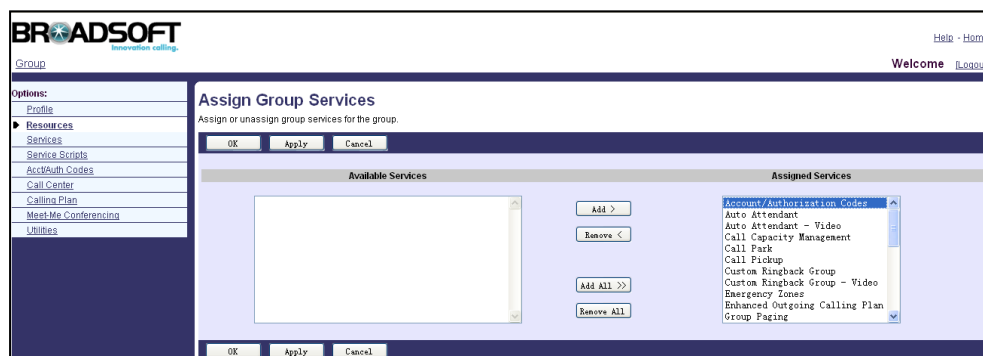 BROADSOFT
Innovation calling.
Help - Hom
Group
Welcome [Logou
Options:
Profile
Resources
Services
Service Scripts
Acct/Auth Codes
Call Center
Calling Plan
Meet-Me Conferencing
Utilities
Assign Group Services
Assign or unassign group services for the group.
OK Apply Cancel
Available Services Assigned Services
Add >
Remove <
Add All >>
Remove All
Account/Authorization Codes
Auto Attendant
Auto Attendant - Video
Call Capacity Management
Call Park
Call Pickup
Custom Ringback Group
Custom Ringback Group - Video
Emergency Zones
Enhanced Outgoing Calling Plan
Group Paging
OK Apply Cancel